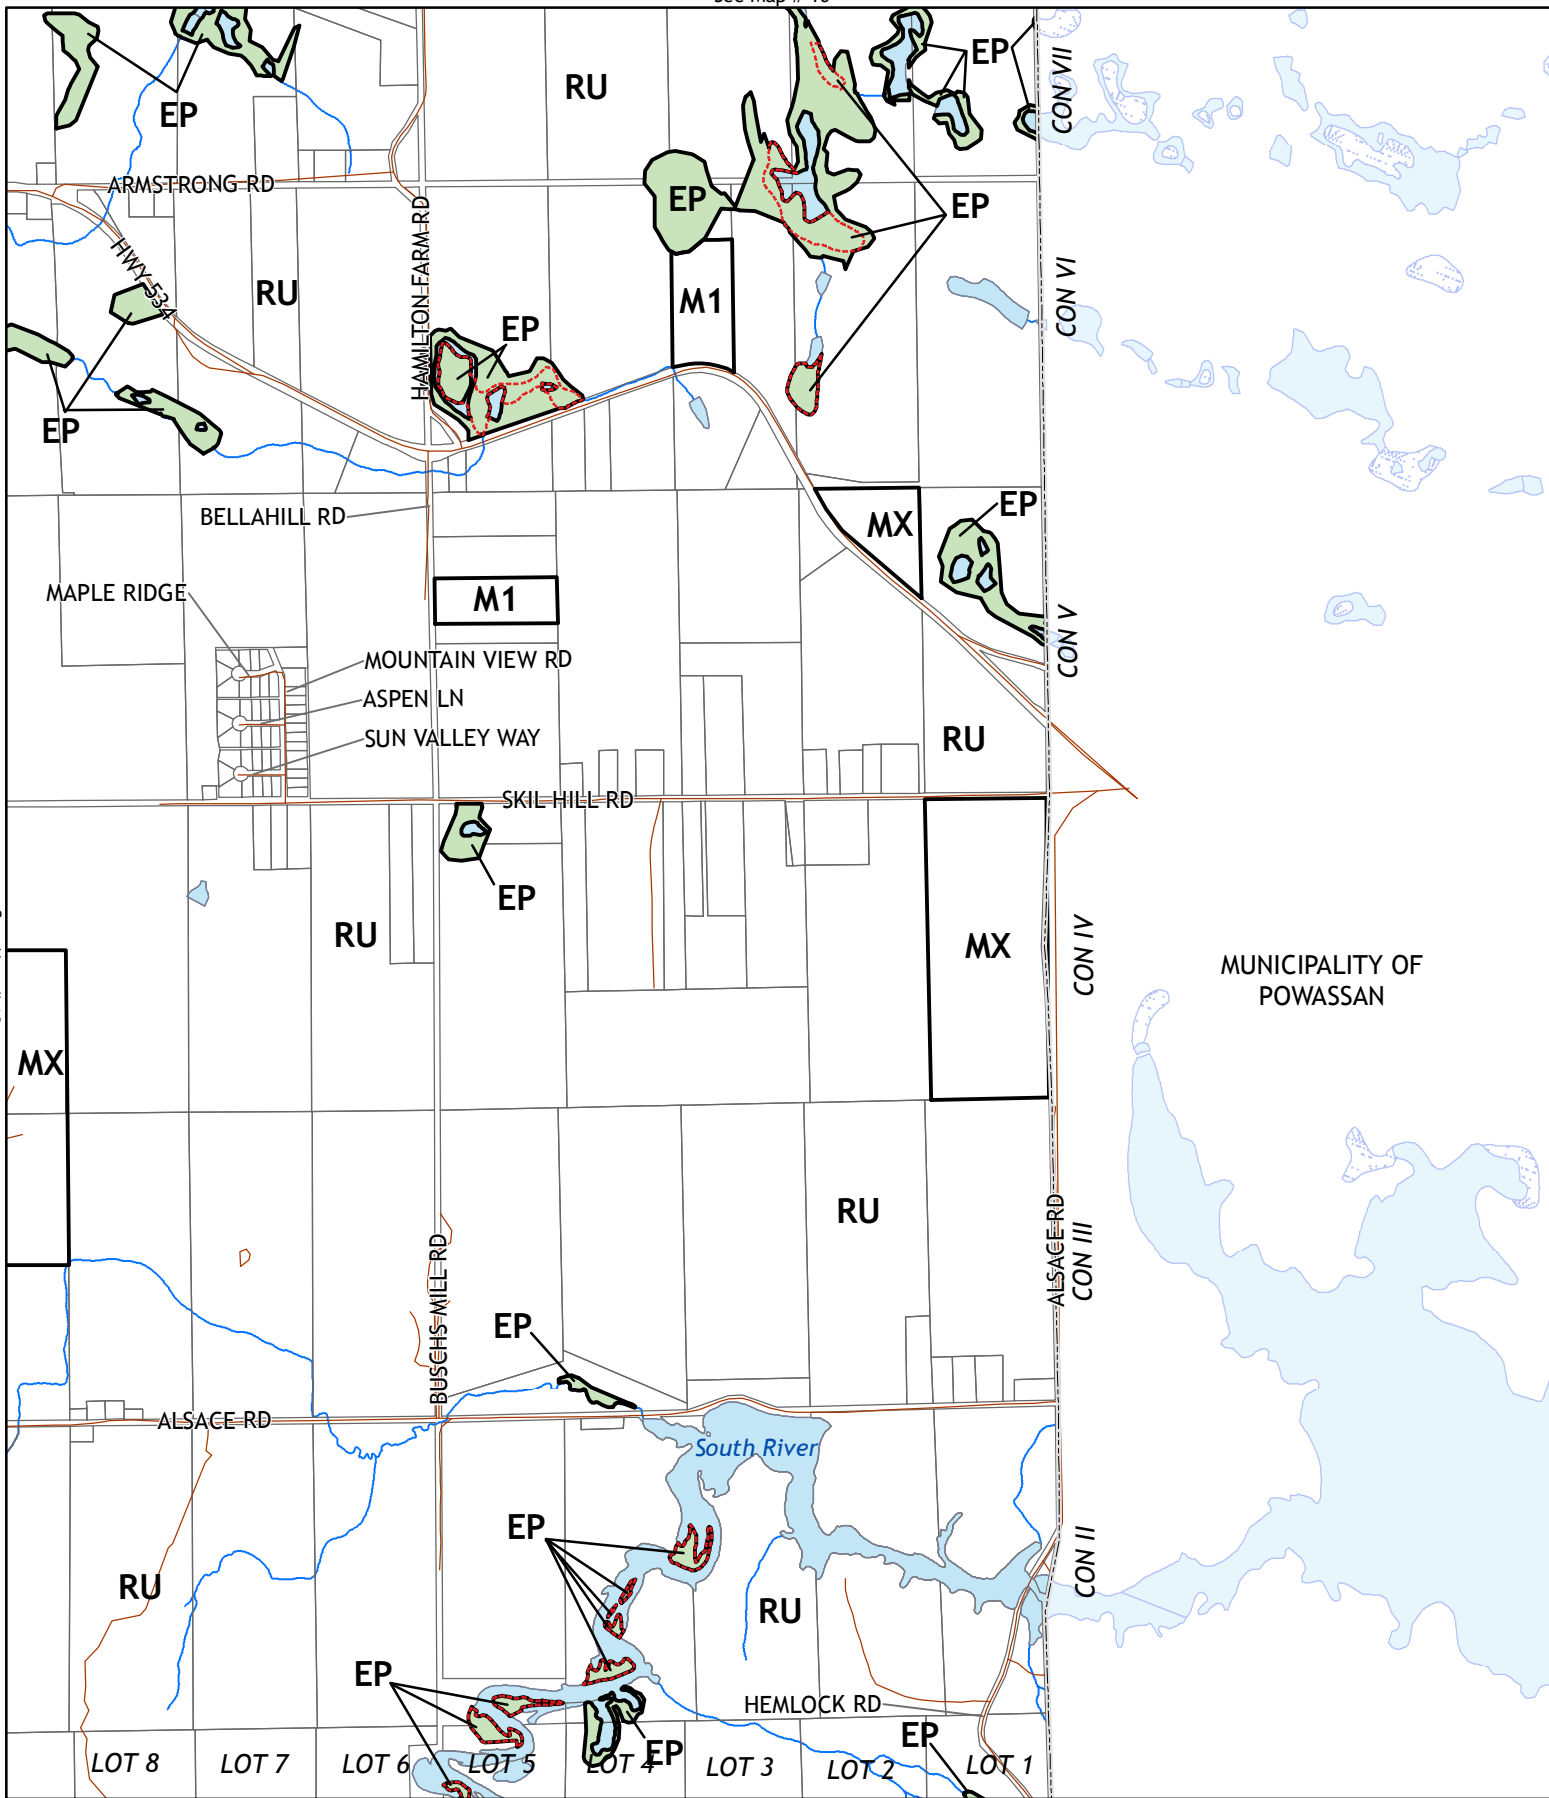 See Map # 10
EP
RU
EP
CON VII
ARMSTRONG RD
EP
EP
HAMILTON FARM RD
HWY 534
RU
M1
CON VI
EP
EP
BELLAHILL RD
MX
EP
MAPLE RIDGE
M1
MOUNTAIN VIEW RD
CON V
ASPEN LN
SUN VALLEY WAY
RU
SKIL HILL RD
EP
RU
MX
CON IV
MUNICIPALITY OF
POWASSAN
MX
RU
ALSACE RD
CON III
BUSCHS MILL RD
EP
ALSACE RD
South River
EP
CON II
RU
RU
EP
HEMLOCK RD
EP
EP
LOT 8
LOT 7
LOT 6
LOT 5
LOT 4
LOT 3
LOT 2
LOT 1